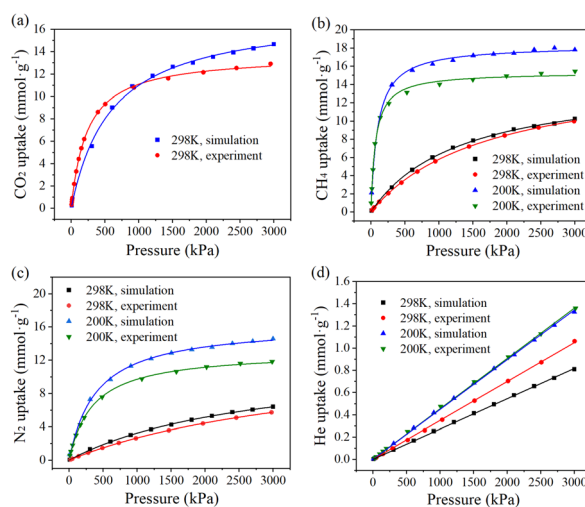 (a)
CO2 uptake (mmol·g-1)
16
14
12
10
8
6
4
2
0
298K, simulation
298K, experiment
0 500 1000 1500 2000 2500 3000
Pressure (kPa)
(b)
CH4 uptake (mmol·g-1)
24
22
20
18
16
14
12
10
8
6
4
2
0
298K, simulation
298K, experiment
200K, simulation
200K, experiment
0 500 1000 1500 2000 2500 3000
Pressure (kPa)
(c)
N2 uptake (mmol·g-1)
20
16
12
8
4
0
298K, simulation
298K, experiment
200K, simulation
200K, experiment
0 500 1000 1500 2000 2500 3000
Pressure (kPa)
(d)
He uptake (mmol·g-1)
1.6
1.4
1.2
1.0
0.8
0.6
0.4
0.2
0.0
298K, simulation
298K, experiment
200K, simulation
200K, experiment
0 500 1000 1500 2000 2500 3000
Pressure (kPa)